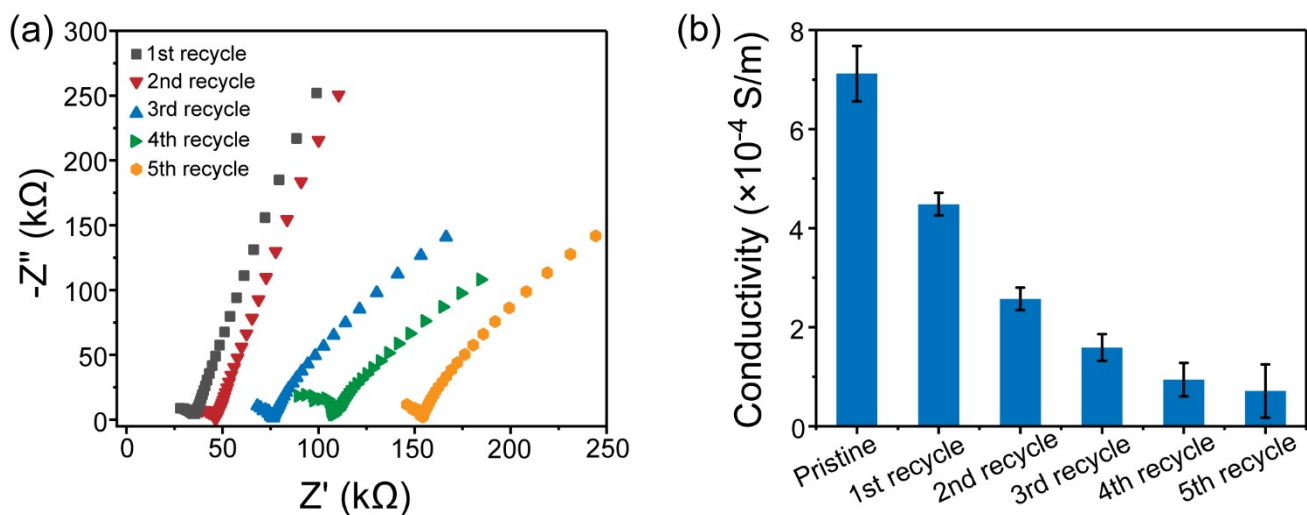 (a)
300
250
200
150
100
50
0
-Z" (kΩ)
1st recycle
2nd recycle
3rd recycle
4th recycle
5th recycle
0 50 100 150 200 250
Z' (kΩ)
(b)
8
6
4
2
0
Conductivity (×10⁻⁴ S/m)
Pristine
1st recycle
2nd recycle
3rd recycle
4th recycle
5th recycle